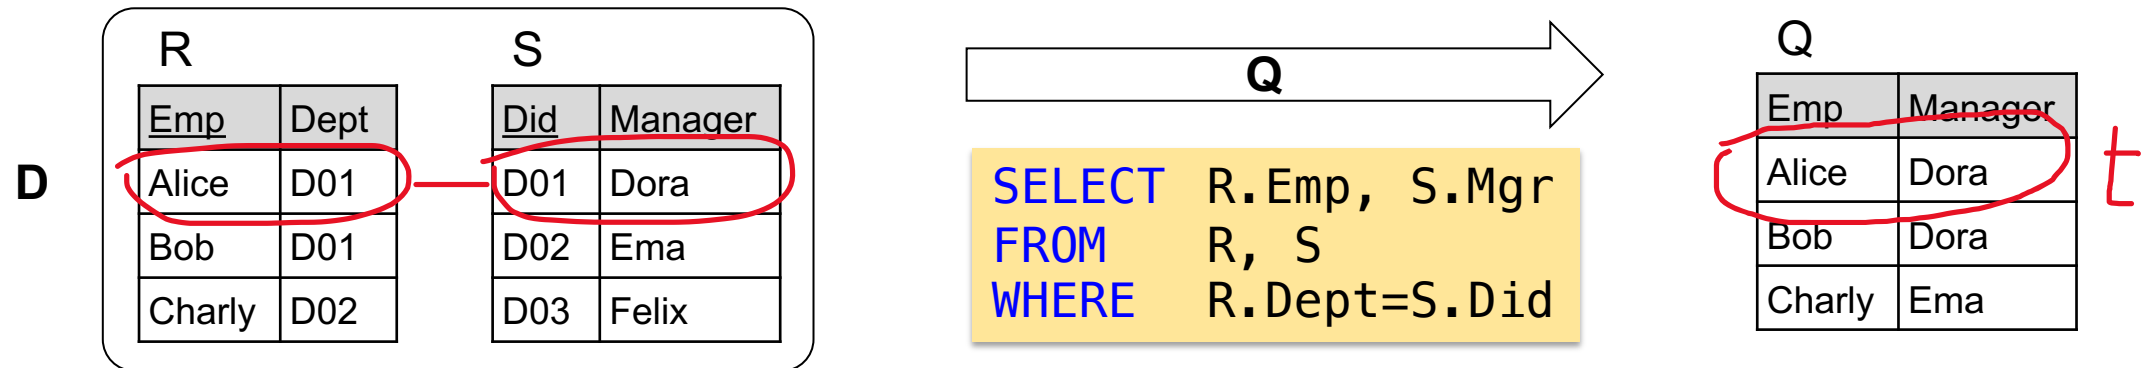 R
S
Q
Q
Emp Dept
Did Manager
Emp Manager
D
Alice D01
D01 Dora
Alice Dora
t
Bob D01
D02 Ema
Bob Dora
Charly D02
D03 Felix
Charly Ema
SELECT R.Emp, S.Mgr
FROM R, S
WHERE R.Dept=S.Did